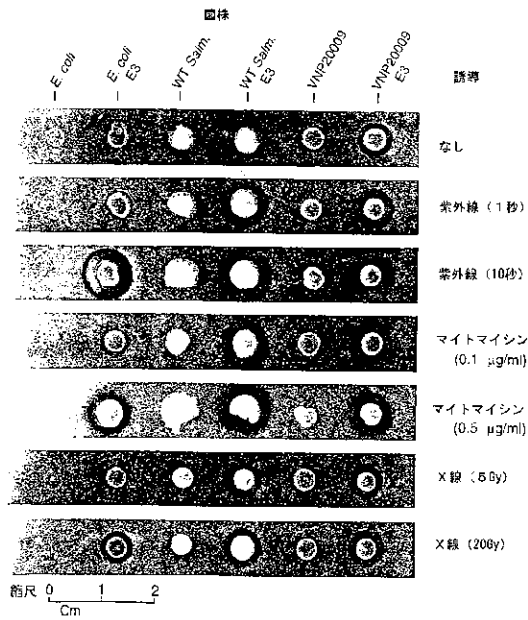 菌株
E. coli
E. coli E3
WT Salm.
WT Salm. E3
VNP20009
VNP20009 E3
誘導
なし
紫外線 (1秒)
紫外線 (10秒)
マイトマイシン
(0.1 μg/ml)
マイトマイシン
(0.5 μg/ml)
X線 (5Gy)
X線 (20Gy)
縮尺 0 1 2
Cm